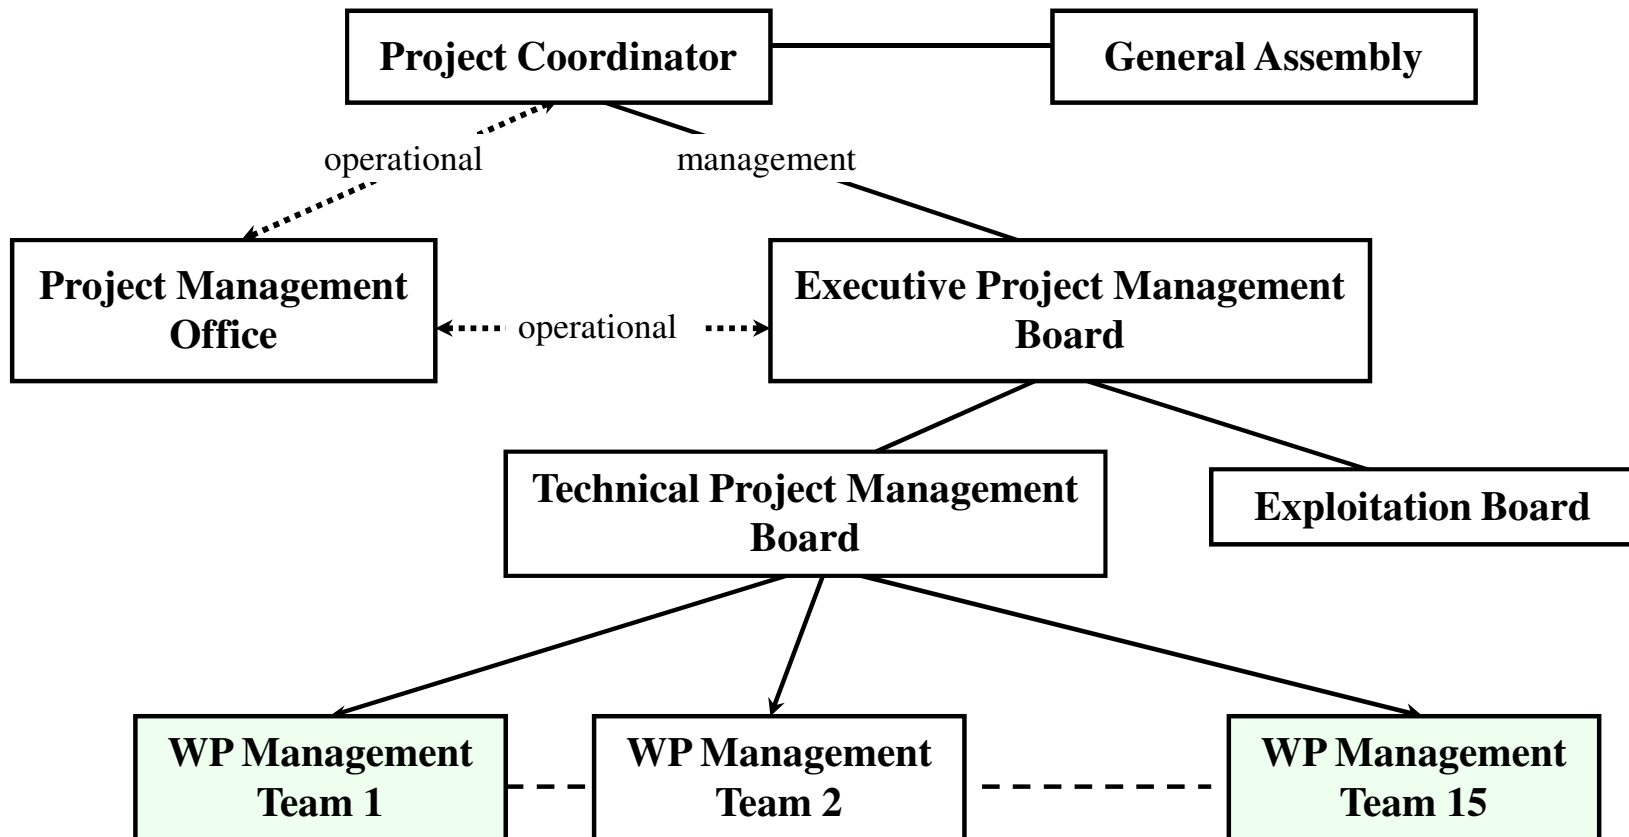 Project Coordinator
General Assembly
operational
management
Project Management
Office
operational
Executive Project Management
Board
Technical Project Management
Board
Exploitation Board
WP Management
Team 1
WP Management
Team 2
WP Management
Team 15